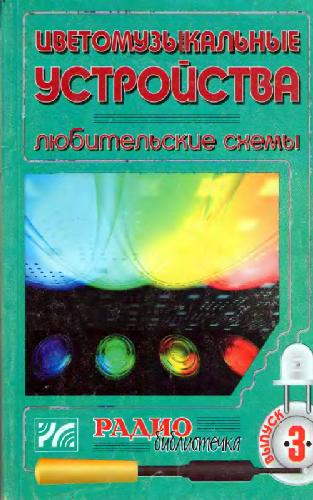 ЦВЕТОМУЗЫКАЛЬНЫЕ
УСТРОЙСТВА
любительские схемы
РАДИО
библиотечка
ВЫПУСК
·3·